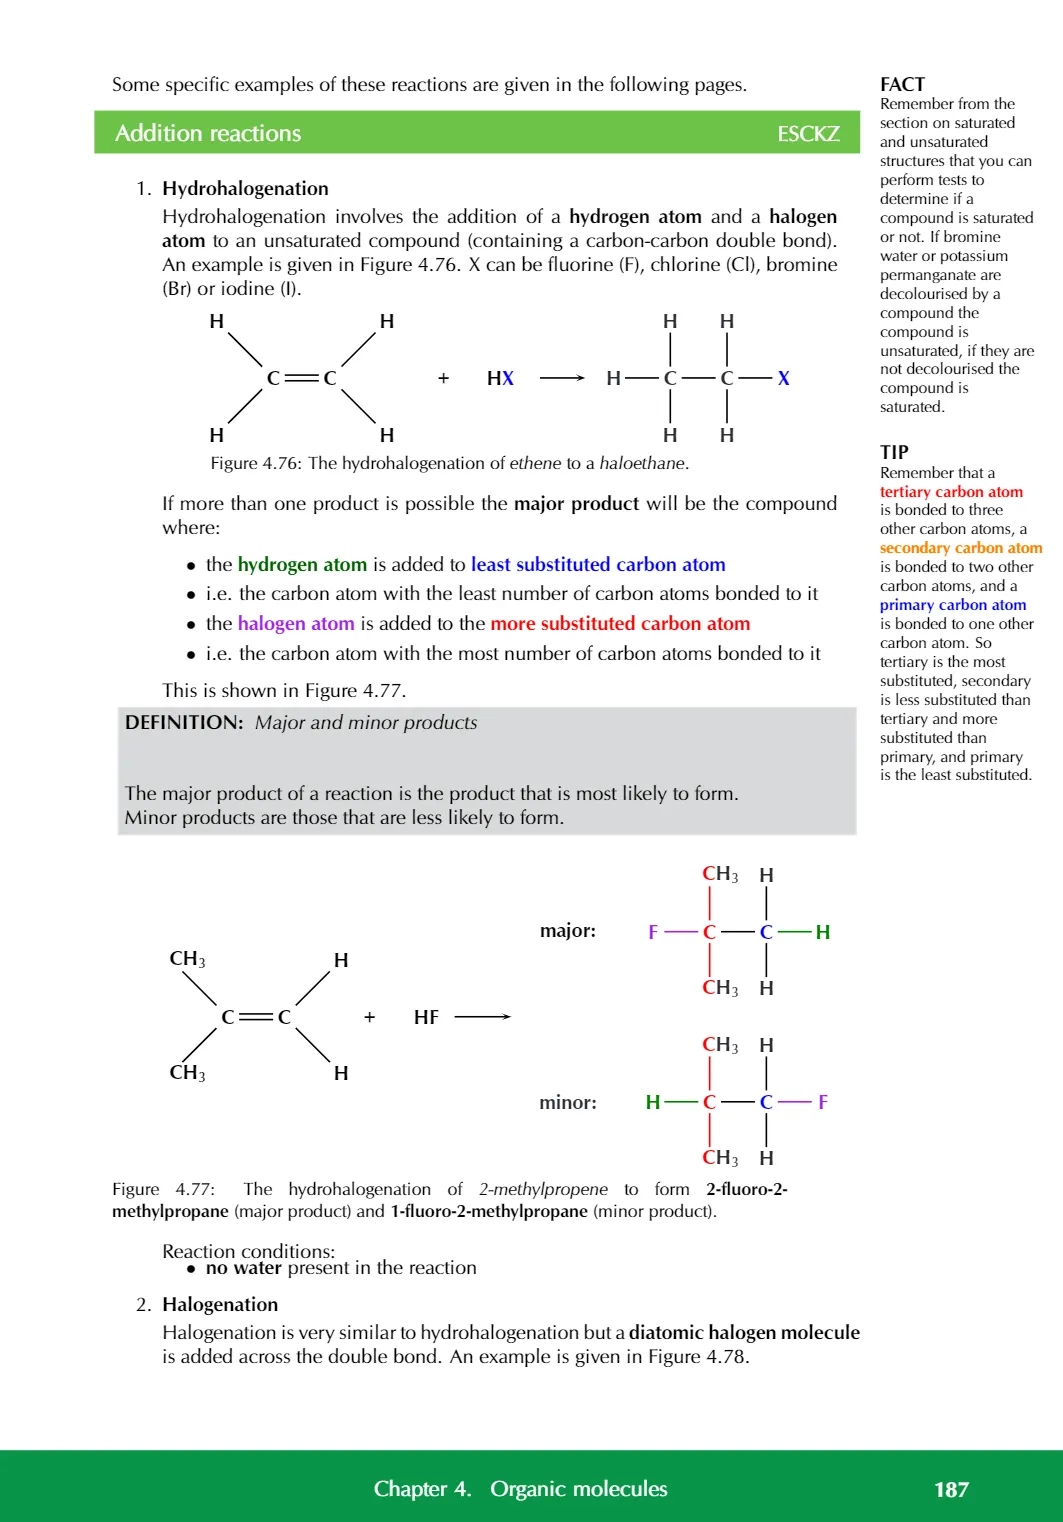 Some specific examples of these reactions are given in the following pages.
Addition reactions ESCKZ
1. Hydrohalogenation
Hydrohalogenation involves the addition of a hydrogen atom and a halogen
atom to an unsaturated compound (containing a carbon-carbon double bond).
An example is given in Figure 4.76. X can be fluorine (F), chlorine (Cl), bromine
(Br) or iodine (I).
H H H H
C C + HX H C C X
H H H H
Figure 4.76: The hydrohalogenation of ethene to a haloethane.
If more than one product is possible the major product will be the compound
where:
• the hydrogen atom is added to least substituted carbon atom
• i.e. the carbon atom with the least number of carbon atoms bonded to it
• the halogen atom is added to the more substituted carbon atom
• i.e. the carbon atom with the most number of carbon atoms bonded to it
This is shown in Figure 4.77.
DEFINITION: Major and minor products
The major product of a reaction is the product that is most likely to form.
Minor products are those that are less likely to form.
CH3 H
major: F C C H
CH3 H
CH3 H
C C + HF
CH3 H
CH3 H
minor: H C C F
CH3 H
Figure 4.77: The hydrohalogenation of 2-methylpropene to form 2-fluoro-2-
methylpropane (major product) and 1-fluoro-2-methylpropane (minor product).
Reaction conditions:
• no water present in the reaction
2. Halogenation
Halogenation is very similar to hydrohalogenation but a diatomic halogen molecule
is added across the double bond. An example is given in Figure 4.78.
FACT
Remember from the
section on saturated
and unsaturated
structures that you can
perform tests to
determine if a
compound is saturated
or not. If bromine
water or potassium
permanganate are
decolourised by a
compound the
compound is
unsaturated, if they are
not decolourised the
compound is
saturated.
TIP
Remember that a
tertiary carbon atom
is bonded to three
other carbon atoms, a
secondary carbon atom
is bonded to two other
carbon atoms, and a
primary carbon atom
is bonded to one other
carbon atom. So
tertiary is the most
substituted, secondary
is less substituted than
tertiary and more
substituted than
primary, and primary
is the least substituted.
Chapter 4. Organic molecules 187